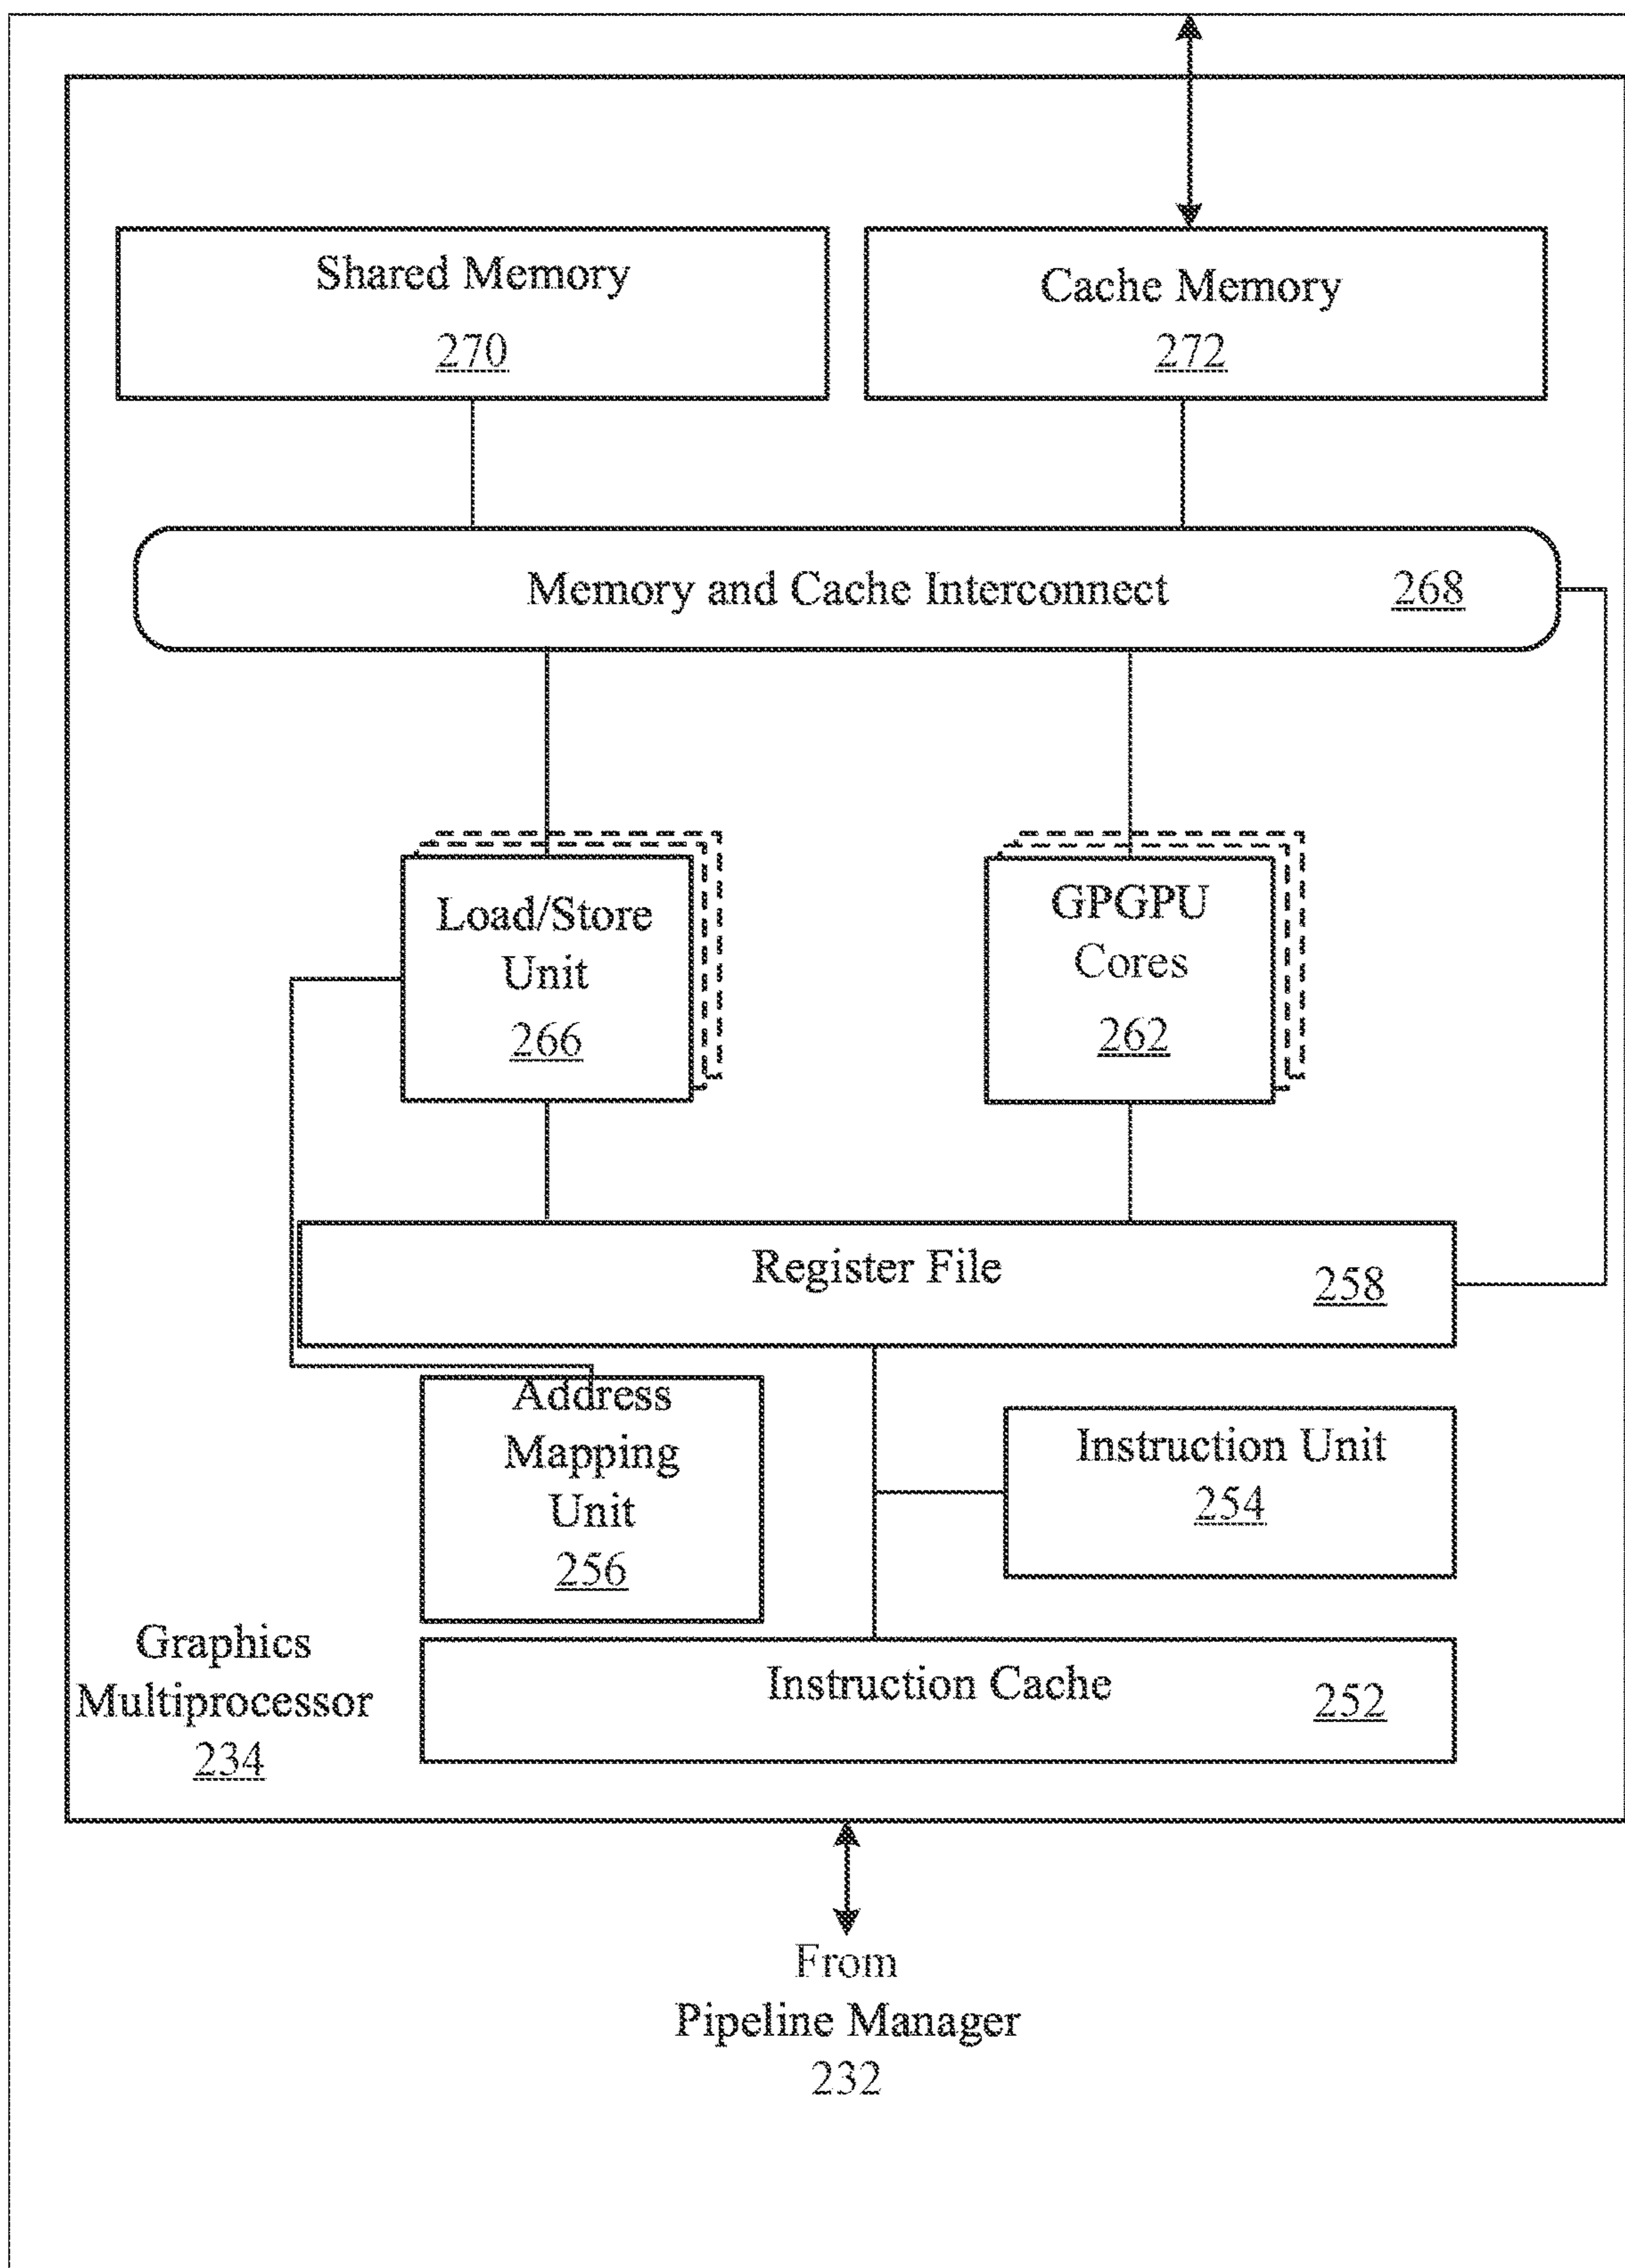 Shared Memory
270
Cache Memory
272
Memory and Cache Interconnect 268
Load/Store
Unit
266
GPGPU
Cores
262
Register File 258
Address
Mapping
Unit
256
Instruction Unit
254
Graphics
Multiprocessor
234
Instruction Cache 252
From
Pipeline Manager
232